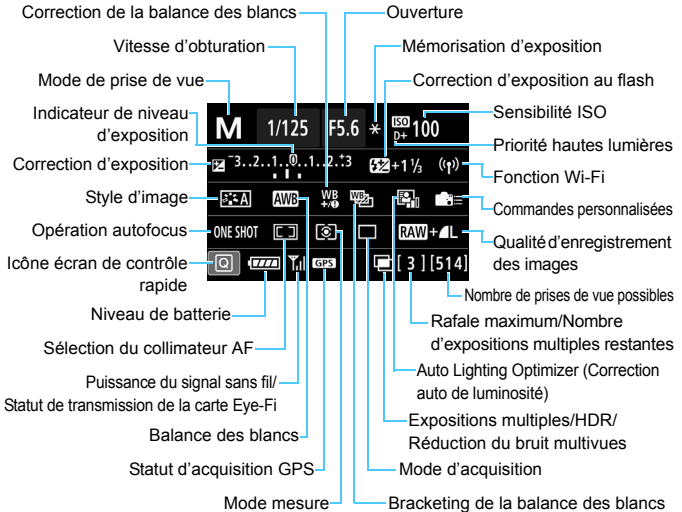 Correction de la balance des blancs
Ouverture
Vitesse d'obturation
Mémorisation d'exposition
Mode de prise de vue
Correction d'exposition au flash
Indicateur de niveau
d'exposition
Sensibilité ISO
Priorité hautes lumières
Correction d'exposition
Fonction Wi-Fi
Style d'image
Commandes personnalisées
Opération autofocus
Qualité d'enregistrement
des images
Icône écran de contrôle
rapide
Nombre de prises de vue possibles
Niveau de batterie
Rafale maximum/Nombre
d'expositions multiples restantes
Sélection du collimateur AF
Auto Lighting Optimizer (Correction
auto de luminosité)
Puissance du signal sans fil/
Statut de transmission de la carte Eye-Fi
Expositions multiples/HDR/
Réduction du bruit multivues
Balance des blancs
Statut d'acquisition GPS
Mode d'acquisition
Mode mesure
Bracketing de la balance des blancs
M 1/125 F5.6 ISO D+ 100
-3..2..1..0..1..2..+3 +1 1/3
A AWB WB +/- WB
ONE SHOT RAW+L
Q GPS [ 3 ] [514]